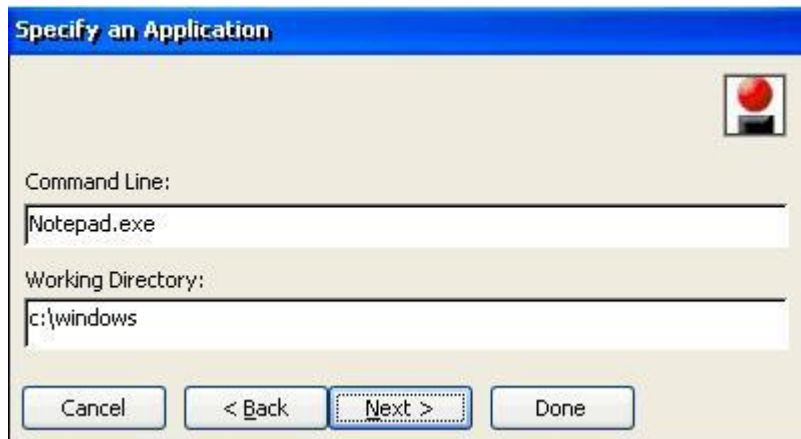 Specify an Application
Command Line:
Notepad.exe
Working Directory:
c:\windows
Cancel
< Back
Next >
Done